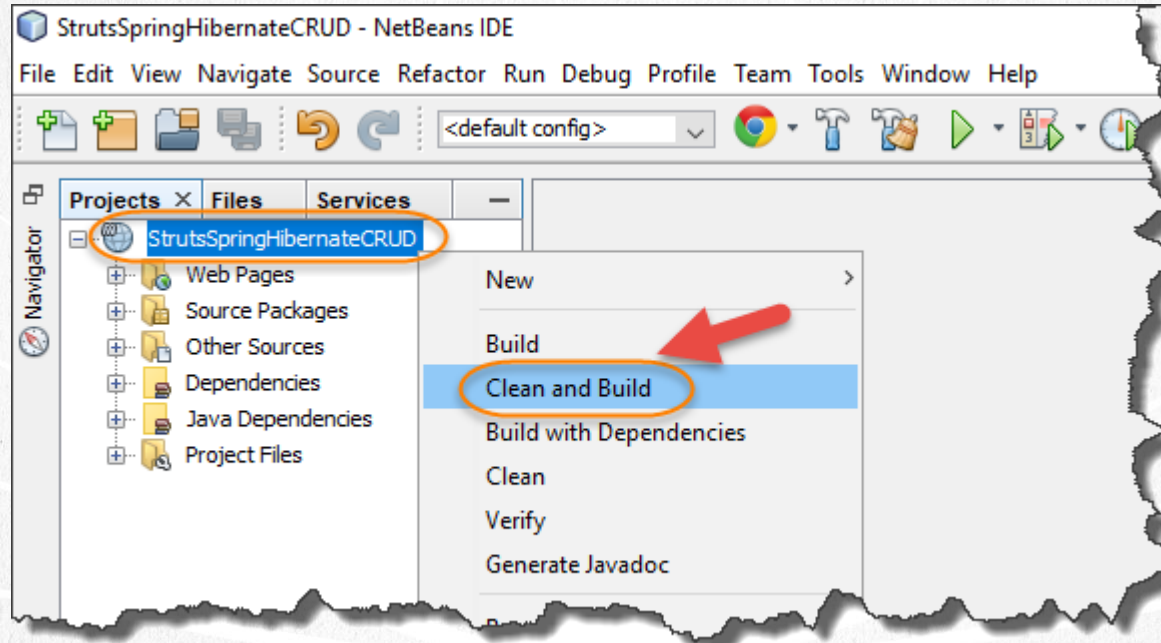 StrutsSpringHibernateCRUD - NetBeans IDE
File Edit View Navigate Source Refactor Run Debug Profile Team Tools Window Help
<default config>
Projects Files Services
Navigator
StrutsSpringHibernateCRUD
Web Pages
Source Packages
Other Sources
Dependencies
Java Dependencies
Project Files
New
Build
Clean and Build
Build with Dependencies
Clean
Verify
Generate Javadoc